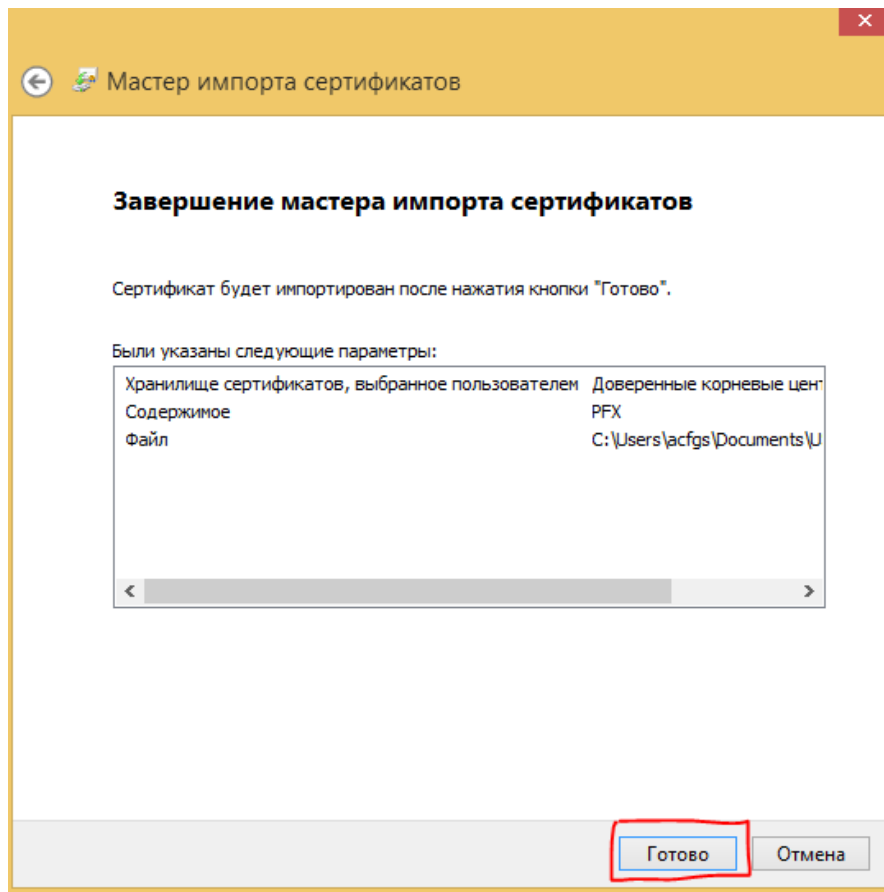 Мастер импорта сертификатов
Завершение мастера импорта сертификатов
Сертификат будет импортирован после нажатия кнопки "Готово".
Были указаны следующие параметры:
Хранилище сертификатов, выбранное пользователем Доверенные корневые цент
Содержимое PFX
Файл C:\Users\acfgs\Documents\U
Готово Отмена